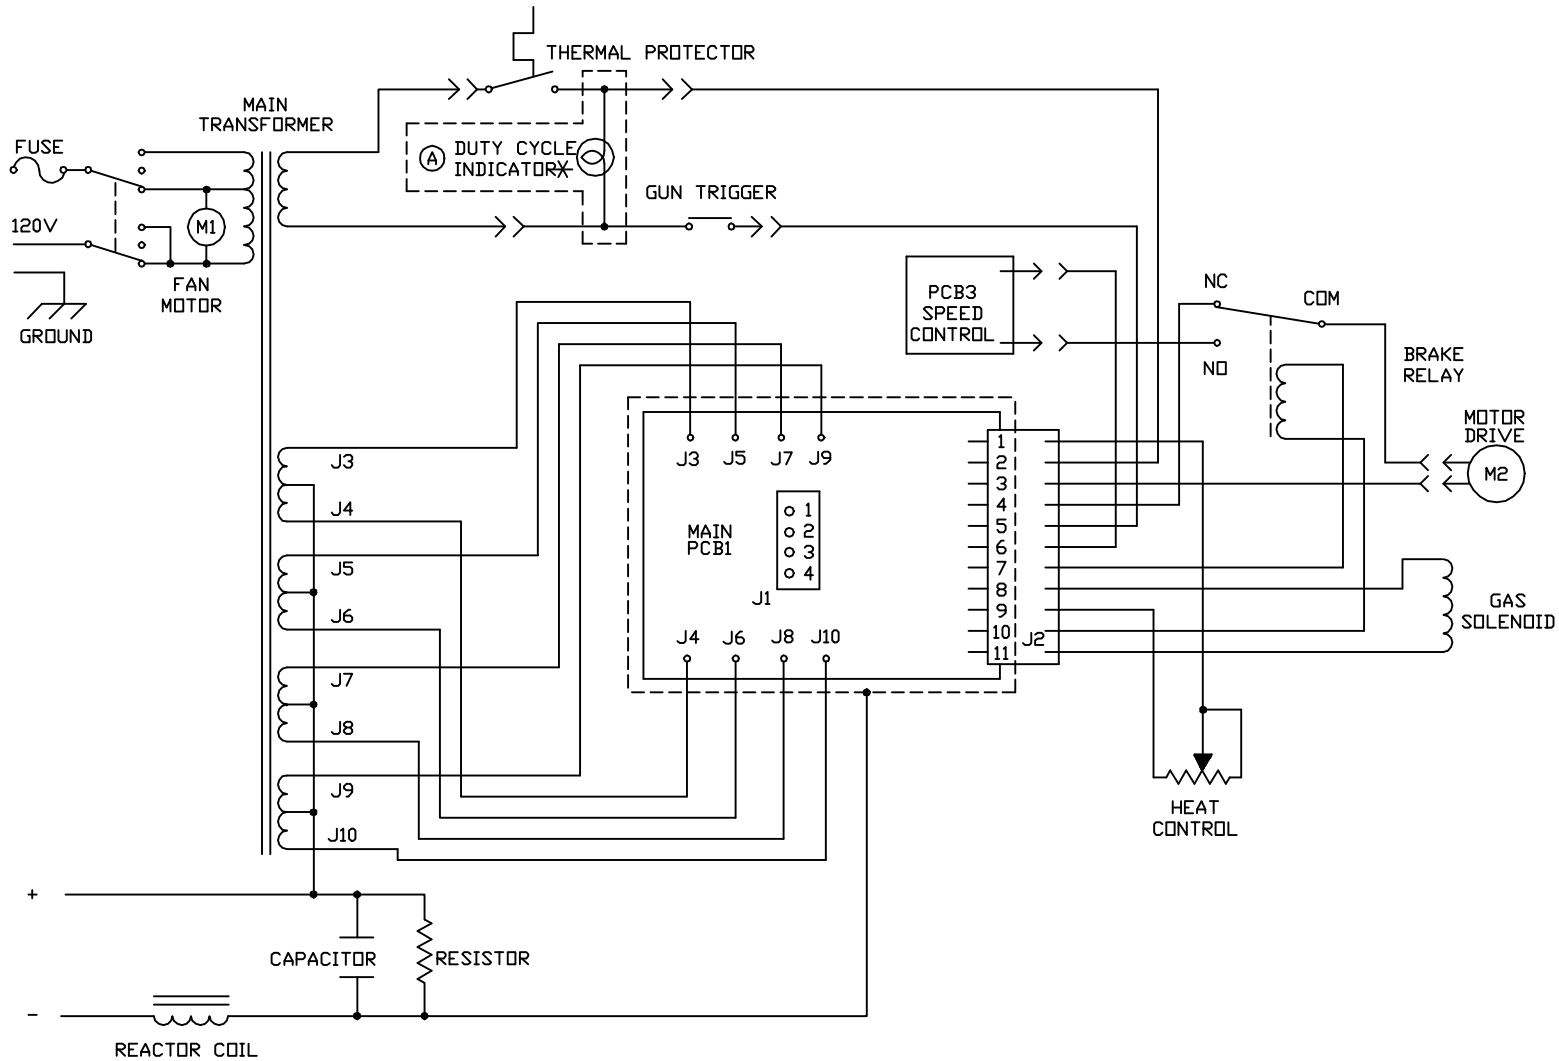 THERMAL PROTECTOR
MAIN
TRANSFORMER
FUSE
A
DUTY CYCLE
INDICATOR*
GUN TRIGGER
120V
M1
FAN
MOTOR
GROUND
PCB3
SPEED
CONTROL
NC
COM
NO
BRAKE
RELAY
MOTOR
DRIVE
M2
J3
J4
J5
J6
J7
J8
J9
J10
J3 J5 J7 J9
MAIN
PCB1
1
2
3
4
J1
J4 J6 J8 J10
1
2
3
4
5
6
7
8
9
10
11
J2
GAS
SOLENOID
HEAT
CONTROL
+
CAPACITOR
RESISTOR
-
REACTOR COIL